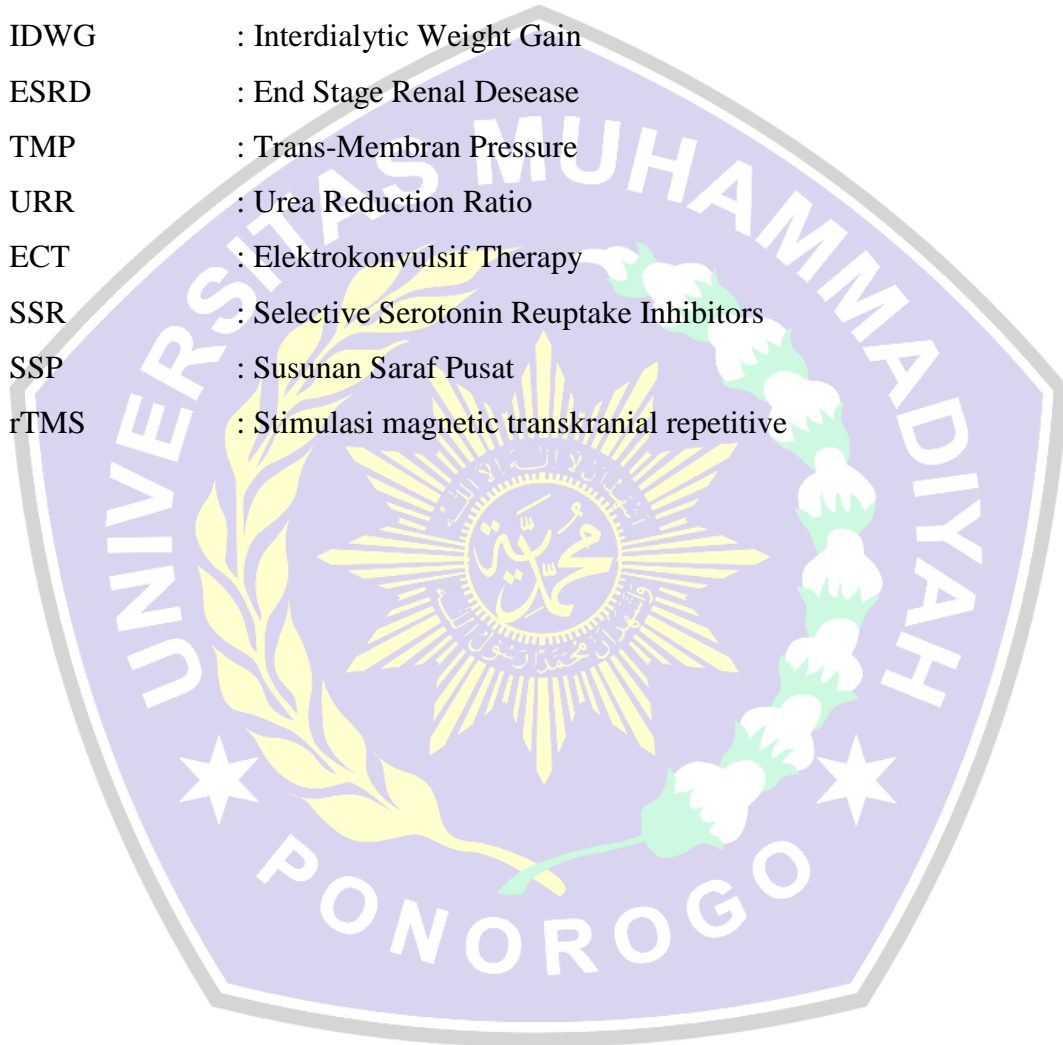 IDWG : Interdialytic Weight Gain
ESRD : End Stage Renal Desease
TMP : Trans-Membran Pressure
URR : Urea Reduction Ratio
ECT : Elektrokonvulsif Therapy
SSR : Selective Serotonin Reuptake Inhibitors
SSP : Susunan Saraf Pusat
rTMS : Stimulasi magnetic transkranial repetitive
UNIVERSITAS MUHAMMADIYAH
PONOROGO
محمدية